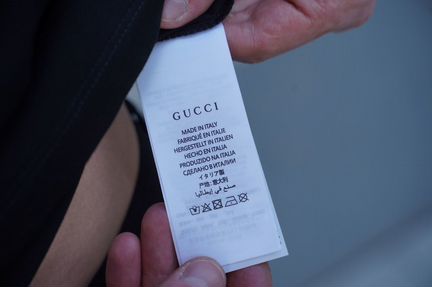 GUCCI
MADE IN ITALY
FABRIQUÉ EN ITALIE
HERGESTELLT IN ITALIEN
HECHO EN ITALIA
PRODUZIDO NA ITALIA
СДЕЛАНО В ИТАЛИИ
イタリア製
产地: 意大利
صنع في إيطاليا